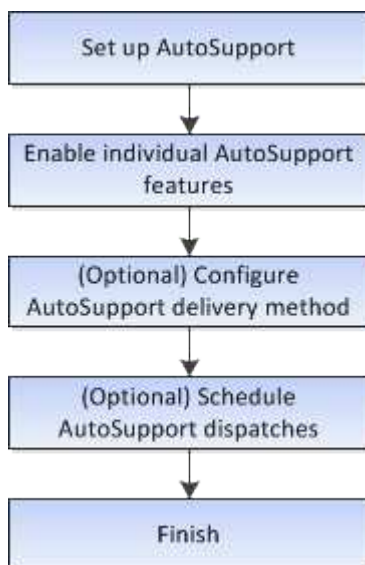 Set up AutoSupport
Enable individual AutoSupport
features
(Optional) Configure
AutoSupport delivery method
(Optional) Schedule
AutoSupport dispatches
Finish